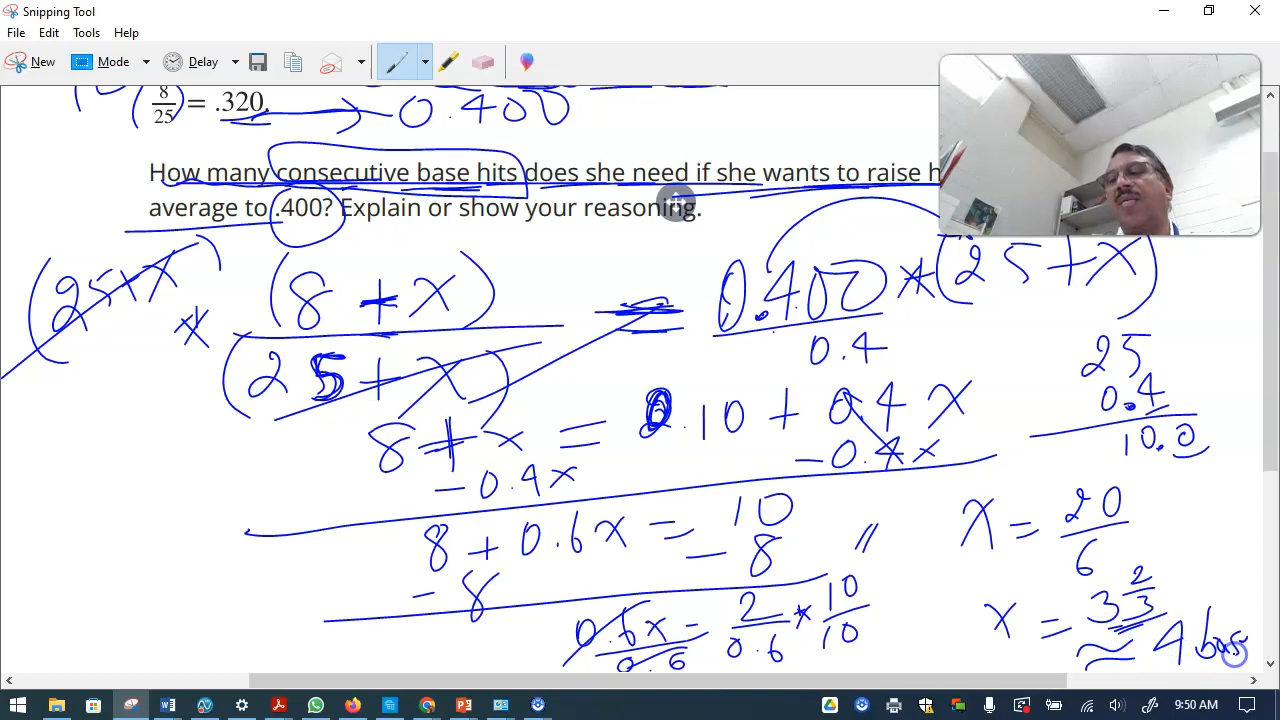 Snipping Tool
File Edit Tools Help
New Mode Delay
8/25 = .320. 0.400
How many consecutive base hits does she need if she wants to raise h
average to .400? Explain or show your reasoning.
(25+x) * (8 + x) / (25 + x) = 0.400 * (25 + x)
0.4
25
0.4
10.0
8 + x = 10 + 0.4 x
- 0.4x - 0.4x
8 + 0.6x = 10
- 8 - 8
0.6x / 0.6 = 2 / 0.6 * 10 / 10
x = 20 / 6
x = 3 2/3
≈ 4 bas
9:50 AM